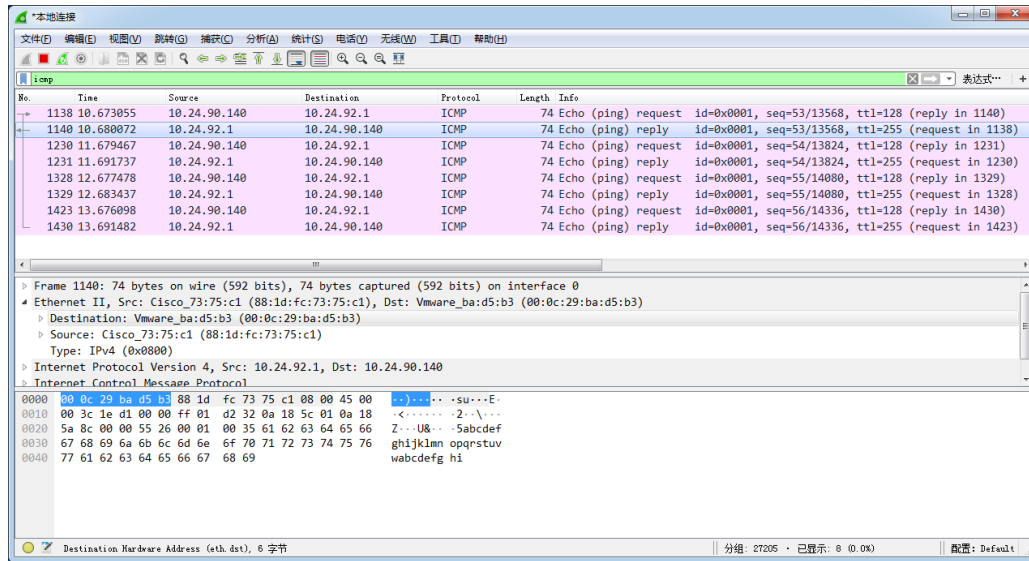 *本地连接
文件(F) 编辑(E) 视图(V) 跳转(G) 捕获(C) 分析(A) 统计(S) 电话(Y) 无线(W) 工具(T) 帮助(H)
icmp 表达式… +
No. Time Source Destination Protocol Length Info
1138 10.673055 10.24.90.140 10.24.92.1 ICMP 74 Echo (ping) request id=0x0001, seq=53/13568, ttl=128 (reply in 1140)
1140 10.680072 10.24.92.1 10.24.90.140 ICMP 74 Echo (ping) reply id=0x0001, seq=53/13568, ttl=255 (request in 1138)
1230 11.679467 10.24.90.140 10.24.92.1 ICMP 74 Echo (ping) request id=0x0001, seq=54/13824, ttl=128 (reply in 1231)
1231 11.691737 10.24.92.1 10.24.90.140 ICMP 74 Echo (ping) reply id=0x0001, seq=54/13824, ttl=255 (request in 1230)
1328 12.677478 10.24.90.140 10.24.92.1 ICMP 74 Echo (ping) request id=0x0001, seq=55/14080, ttl=128 (reply in 1329)
1329 12.683437 10.24.92.1 10.24.90.140 ICMP 74 Echo (ping) reply id=0x0001, seq=55/14080, ttl=255 (request in 1328)
1423 13.676098 10.24.90.140 10.24.92.1 ICMP 74 Echo (ping) request id=0x0001, seq=56/14336, ttl=128 (reply in 1430)
1430 13.691482 10.24.92.1 10.24.90.140 ICMP 74 Echo (ping) reply id=0x0001, seq=56/14336, ttl=255 (request in 1423)
Frame 1140: 74 bytes on wire (592 bits), 74 bytes captured (592 bits) on interface 0
Ethernet II, Src: Cisco_73:75:c1 (88:1d:fc:73:75:c1), Dst: Vmware_ba:d5:b3 (00:0c:29:ba:d5:b3)
Destination: Vmware_ba:d5:b3 (00:0c:29:ba:d5:b3)
Source: Cisco_73:75:c1 (88:1d:fc:73:75:c1)
Type: IPv4 (0x0800)
Internet Protocol Version 4, Src: 10.24.92.1, Dst: 10.24.90.140
Internet Control Message Protocol
0000 00 0c 29 ba d5 b3 88 1d fc 73 75 c1 08 00 45 00 ··)····· ·su···E·
0010 00 3c 1e d1 00 00 ff 01 d2 32 0a 18 5c 01 0a 18 ·<······ ·2··\···
0020 5a 8c 00 00 55 26 00 01 00 35 61 62 63 64 65 66 Z···U&·· ·5abcdef
0030 67 68 69 6a 6b 6c 6d 6e 6f 70 71 72 73 74 75 76 ghijklmn opqrstuv
0040 77 61 62 63 64 65 66 67 68 69 wabcdefg hi
Destination Hardware Address (eth.dst), 6 字节 分组: 27205 · 已显示: 8 (0.0%) 配置: Default